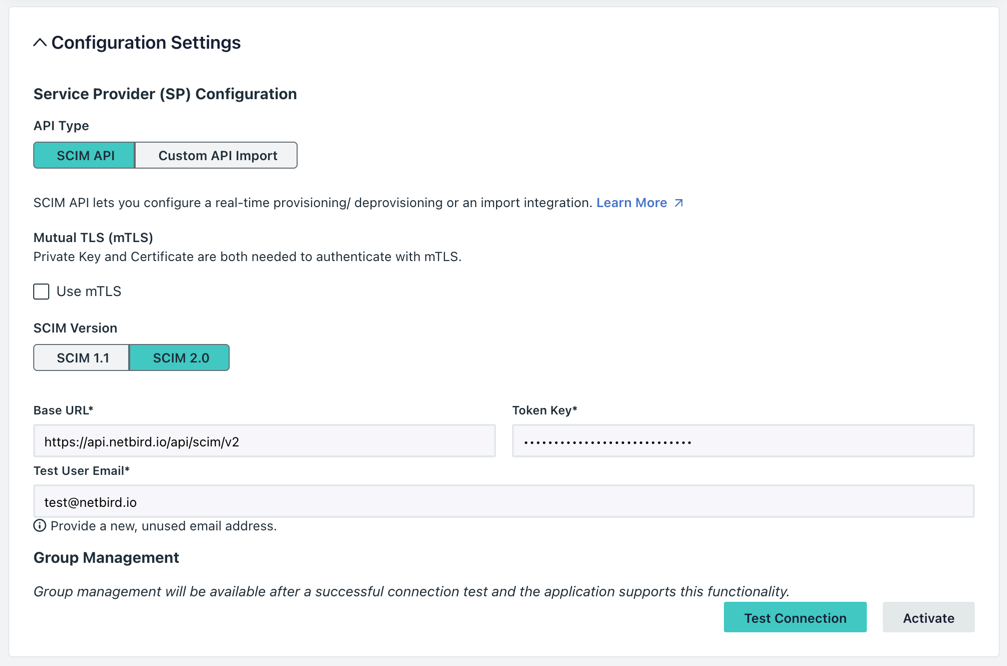 Configuration Settings
Service Provider (SP) Configuration
API Type
SCIM API Custom API Import
SCIM API lets you configure a real-time provisioning/ deprovisioning or an import integration. Learn More
Mutual TLS (mTLS)
Private Key and Certificate are both needed to authenticate with mTLS.
Use mTLS
SCIM Version
SCIM 1.1 SCIM 2.0
Base URL* Token Key*
https://api.netbird.io/api/scim/v2 ••••••••••••••••••••••••••••
Test User Email*
test@netbird.io
Provide a new, unused email address.
Group Management
Group management will be available after a successful connection test and the application supports this functionality.
Test Connection Activate